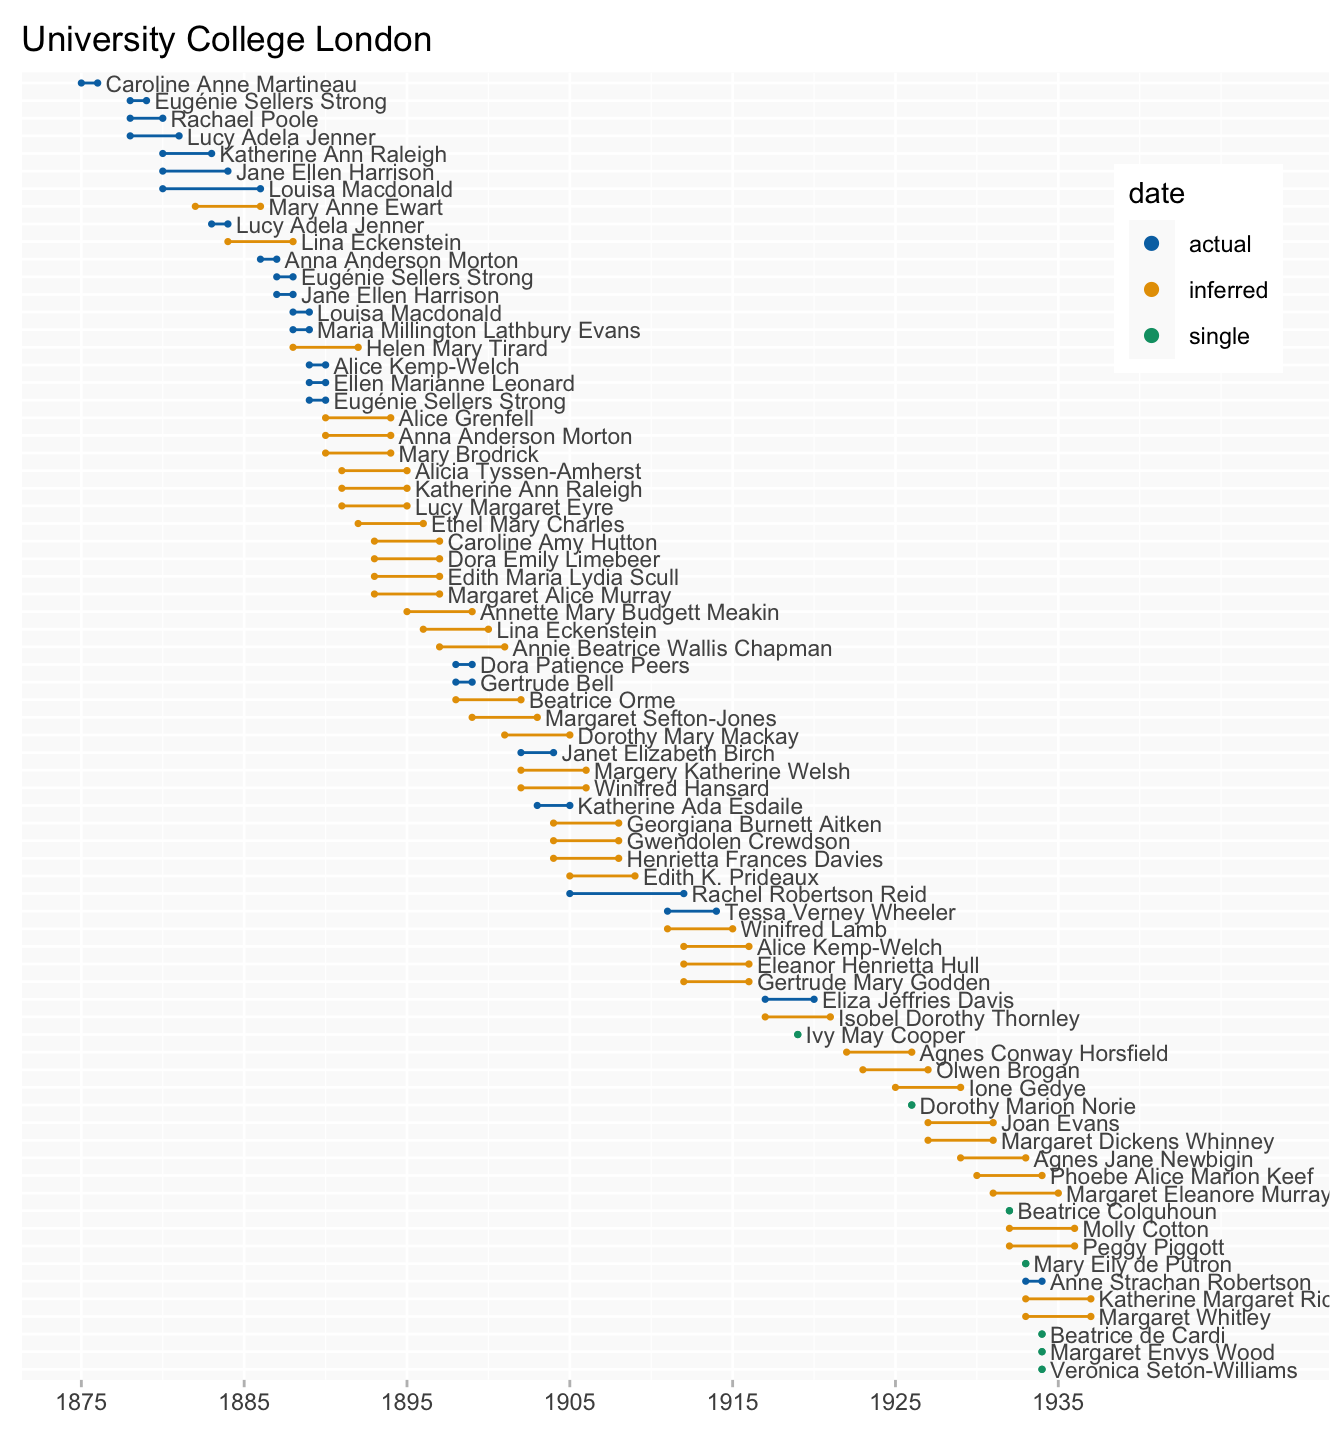 University College London
Caroline Anne Martineau
Eugénie Sellers Strong
Rachael Poole
Lucy Adela Jenner
Katherine Ann Raleigh
Jane Ellen Harrison
Louisa Macdonald
Mary Anne Ewart
Lucy Adela Jenner
Lina Eckenstein
Anna Anderson Morton
Eugénie Sellers Strong
Jane Ellen Harrison
Louisa Macdonald
Maria Millington Lathbury Evans
Helen Mary Tirard
Alice Kemp-Welch
Ellen Marianne Leonard
Eugénie Sellers Strong
Alice Grenfell
Anna Anderson Morton
Mary Brodrick
Alicia Tyssen-Amherst
Katherine Ann Raleigh
Lucy Margaret Eyre
Ethel Mary Charles
Caroline Amy Hutton
Dora Emily Limebeer
Edith Maria Lydia Scull
Margaret Alice Murray
Annette Mary Budgett Meakin
Lina Eckenstein
Annie Beatrice Wallis Chapman
Dora Patience Peers
Gertrude Bell
Beatrice Orme
Margaret Sefton-Jones
Dorothy Mary Mackay
Janet Elizabeth Birch
Margery Katherine Welsh
Winifred Hansard
Katherine Ada Esdaile
Georgiana Burnett Aitken
Gwendolen Crewdson
Henrietta Frances Davies
Edith K. Prideaux
Rachel Robertson Reid
Tessa Verney Wheeler
Winifred Lamb
Alice Kemp-Welch
Eleanor Henrietta Hull
Gertrude Mary Godden
Eliza Jeffries Davis
Isobel Dorothy Thornley
Ivy May Cooper
Agnes Conway Horsfield
Olwen Brogan
Ione Gedye
Dorothy Marion Norie
Joan Evans
Margaret Dickens Whinney
Agnes Jane Newbigin
Phoebe Alice Marion Keef
Margaret Eleanore Murray
Beatrice Colquhoun
Molly Cotton
Peggy Piggott
Mary Eily de Putron
Anne Strachan Robertson
Katherine Margaret Ric
Margaret Whitley
Beatrice de Cardi
Margaret Envys Wood
Veronica Seton-Williams
date
actual
inferred
single
1875 1885 1895 1905 1915 1925 1935